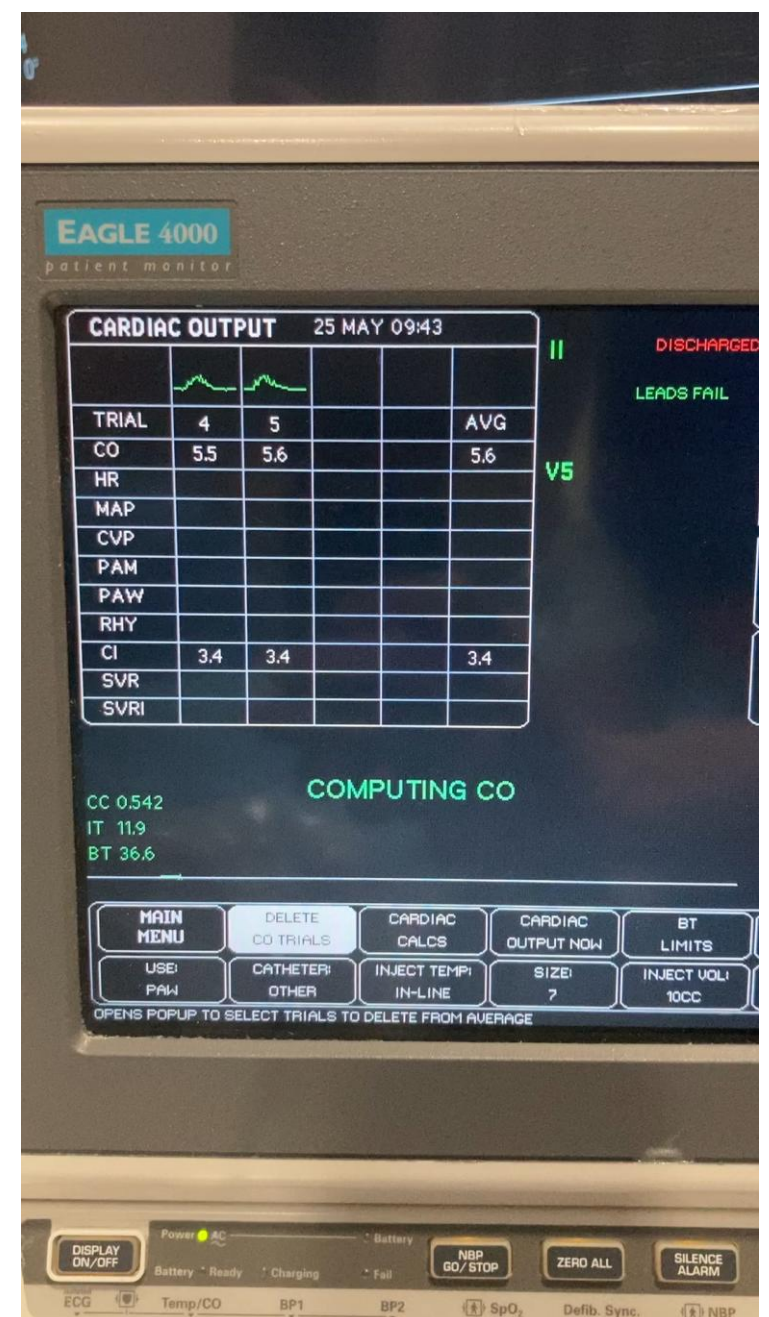 EAGLE 4000
patient monitor
CARDIAC OUTPUT 25 MAY 09:43
II
DISCHARGED
LEADS FAIL
TRIAL 4 5 AVG
CO 5.5 5.6 5.6
V5
HR
MAP
CVP
PAM
PAW
RHY
CI 3.4 3.4 3.4
SVR
SVRI
COMPUTING CO
CC 0.542
IT 11.9
BT 36.6
MAIN MENU
DELETE CO TRIALS
CARDIAC CALCS
CARDIAC OUTPUT NOW
BT LIMITS
USE: PAW
CATHETER: OTHER
INJECT TEMP: IN-LINE
SIZE: 7
INJECT VOL: 10CC
OPENS POPUP TO SELECT TRIALS TO DELETE FROM AVERAGE
DISPLAY ON/OFF
Power AC
Battery
Battery Ready Charging Fail
NBP GO/STOP
ZERO ALL
SILENCE ALARM
ECG Temp/CO BP1 BP2 SpO₂ Defib. Sync. NBP